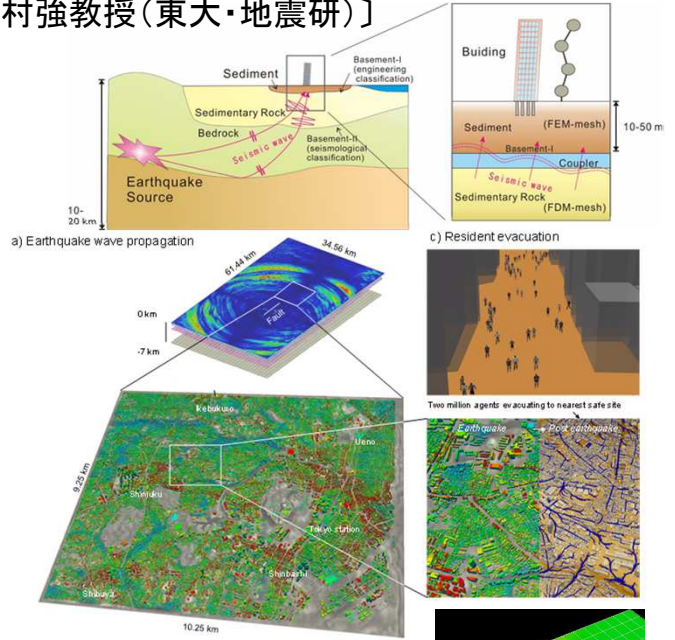 村強教授（東大・地震研）〕
Sediment
Basement-I
(engineering
classification)
Sedimentary Rock
Bedrock
Seismic wave
Basement-II
(seismological
classification)
Earthquake
Source
10-
20 km
Buiding
Sediment
(FEM-mesh)
10-50 m
Basement-I
Coupler
Seismic wave
Sedimentary Rock
(FDM-mesh)
a) Earthquake wave propagation
c) Resident evacuation
61.44 km
34.56 km
0 km
-7 km
Fault
Two million agents evacuating to nearest safe site
Ikebukuro
Ueno
Earthquake
Post earthquake
9.25 km
Shinjuku
Tokyo station
Shinbashi
Shibuya
10.25 km